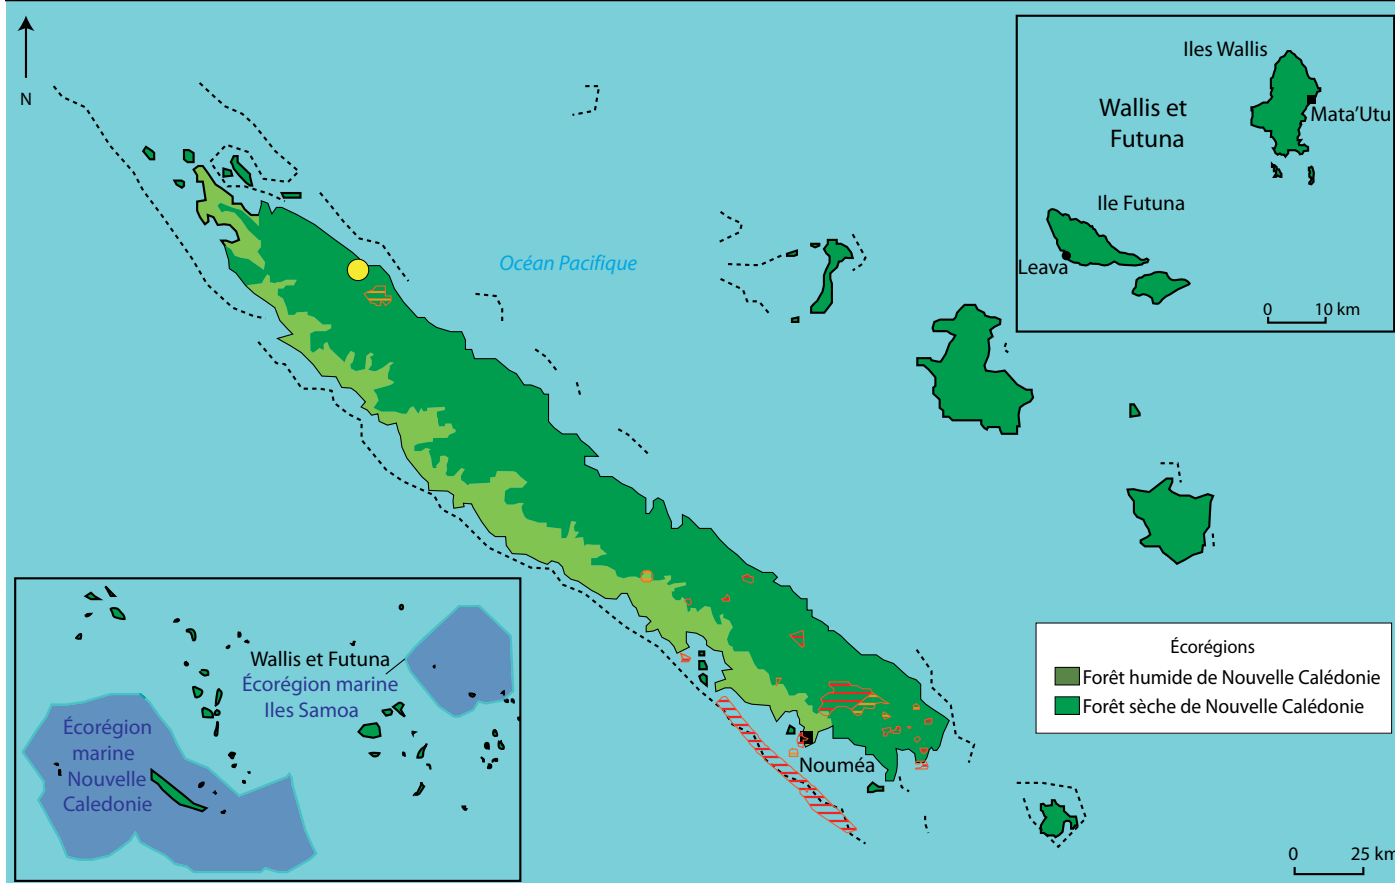 N
Océan Pacifique
Iles Wallis
Wallis et
Futuna
Mata'Utu
Ile Futuna
Leava
0 10 km
Wallis et Futuna
Écorégion marine
Iles Samoa
Écorégion
marine
Nouvelle
Caledonie
Nouméa
Écorégions
Forêt humide de Nouvelle Calédonie
Forêt sèche de Nouvelle Calédonie
0 25 km